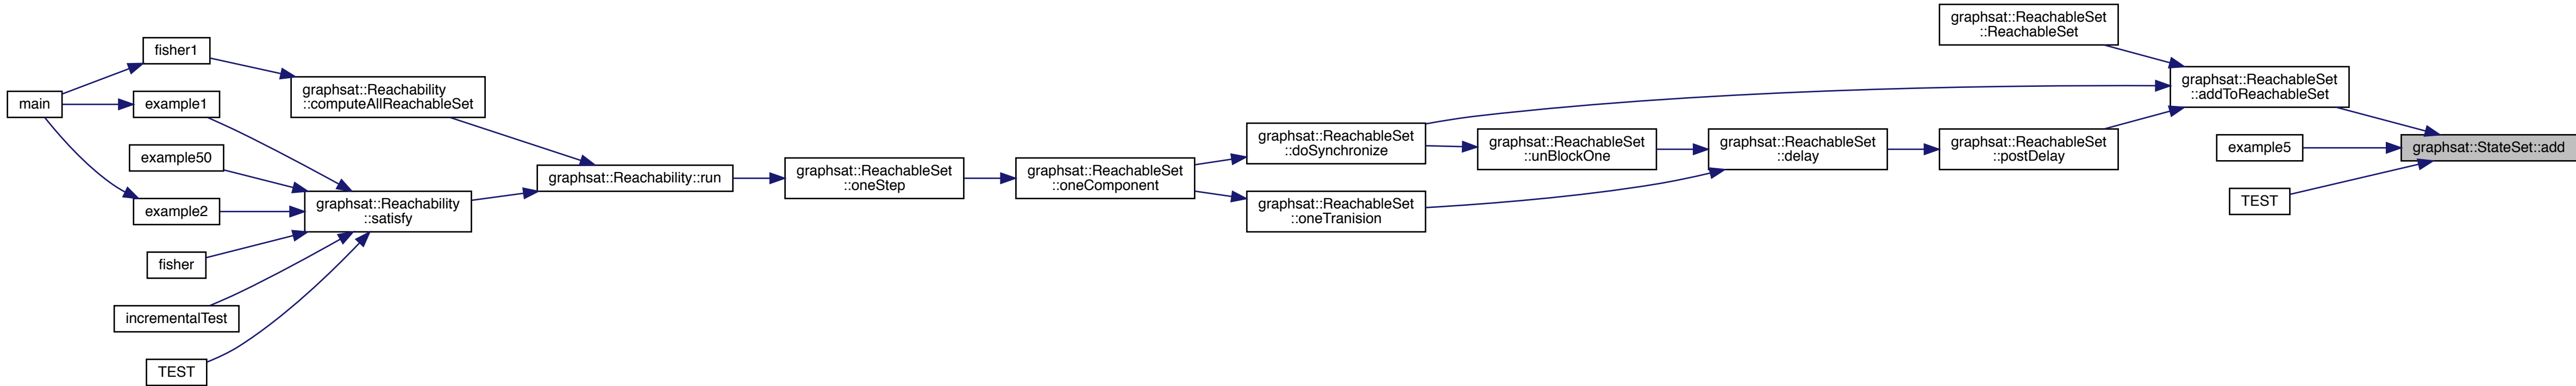 main
fisher1
example1
example50
example2
fisher
incrementalTest
TEST
graphsat::Reachability
::computeAllReachableSet
graphsat::Reachability
::satisfy
graphsat::Reachability::run
graphsat::ReachableSet
::oneStep
graphsat::ReachableSet
::oneComponent
graphsat::ReachableSet
::doSynchronize
graphsat::ReachableSet
::oneTranision
graphsat::ReachableSet
::unBlockOne
graphsat::ReachableSet
::delay
graphsat::ReachableSet
::ReachableSet
graphsat::ReachableSet
::postDelay
graphsat::ReachableSet
::addToReachableSet
example5
TEST
graphsat::StateSet::add